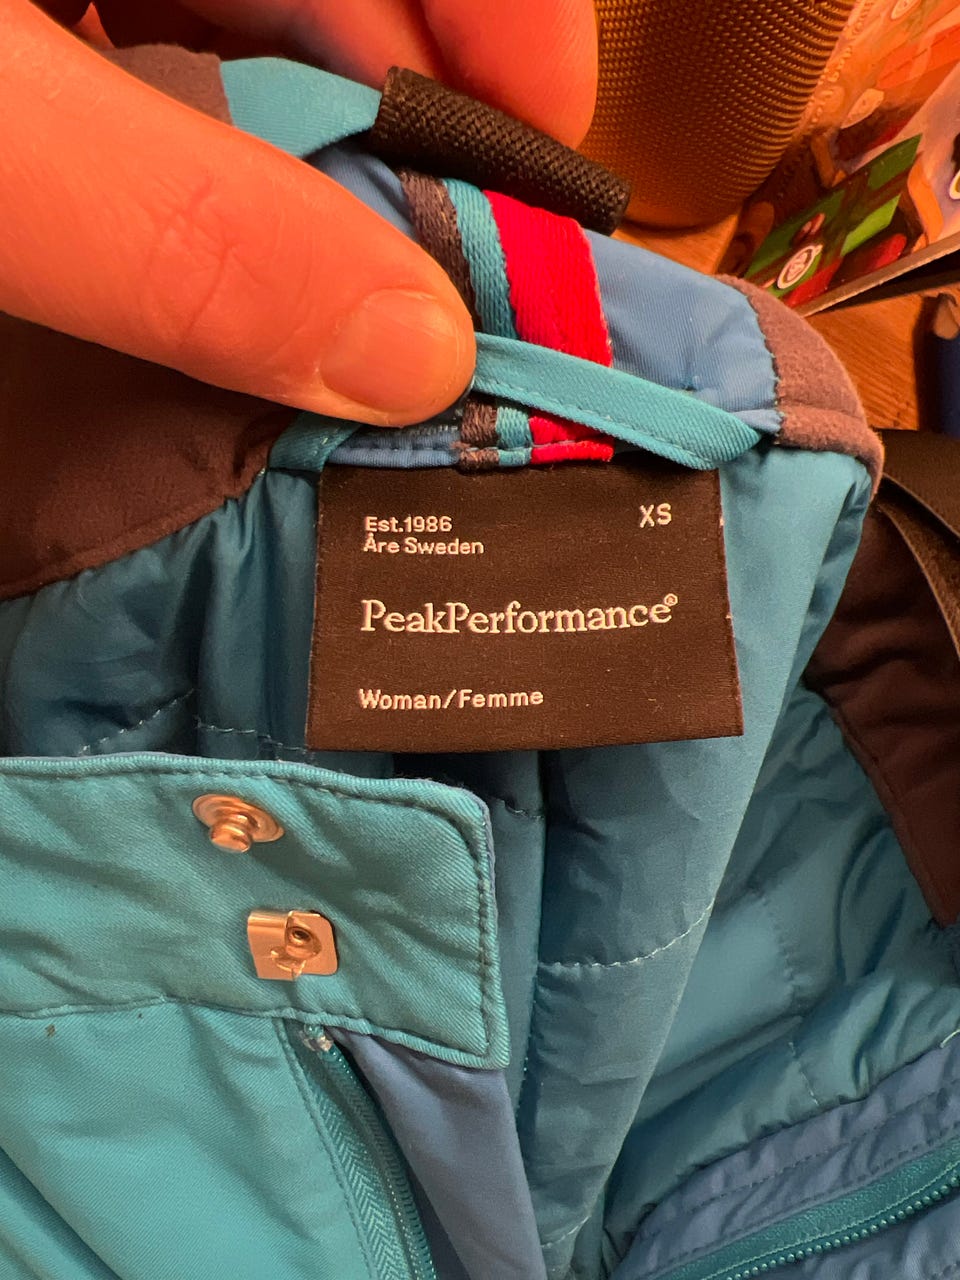 Est.1986
Åre Sweden
XS
PeakPerformance®
Woman/Femme